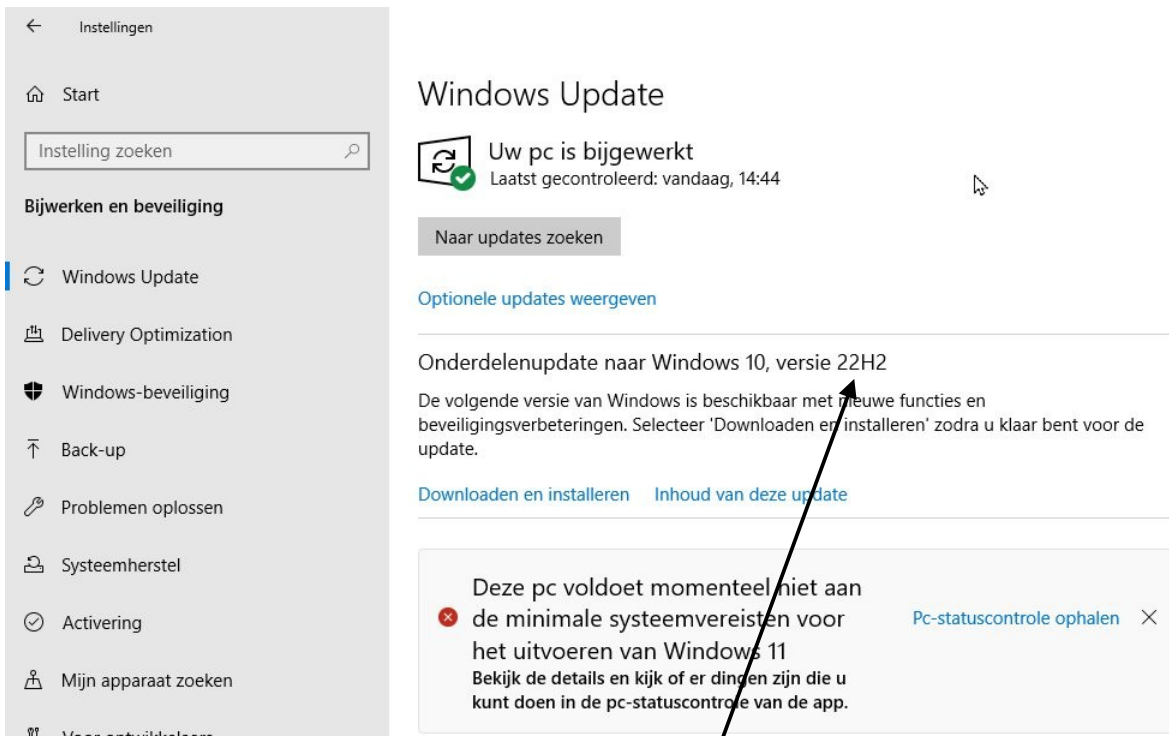 Instellingen
Start
Instelling zoeken
Bijwerken en beveiliging
Windows Update
Delivery Optimization
Windows-beveiliging
Back-up
Problemen oplossen
Systeemherstel
Activering
Mijn apparaat zoeken
Voor ontwikkelaars
Windows Update
Uw pc is bijgewerkt
Laatst gecontroleerd: vandaag, 14:44
Naar updates zoeken
Optionele updates weergeven
Onderdelenupdate naar Windows 10, versie 22H2
De volgende versie van Windows is beschikbaar met nieuwe functies en
beveiligingsverbeteringen. Selecteer 'Downloaden en installeren' zodra u klaar bent voor de
update.
Downloaden en installeren Inhoud van deze update
Deze pc voldoet momenteel niet aan
de minimale systeemvereisten voor
het uitvoeren van Windows 11
Bekijk de details en kijk of er dingen zijn die u
kunt doen in de pc-statuscontrole van de app.
Pc-statuscontrole ophalen